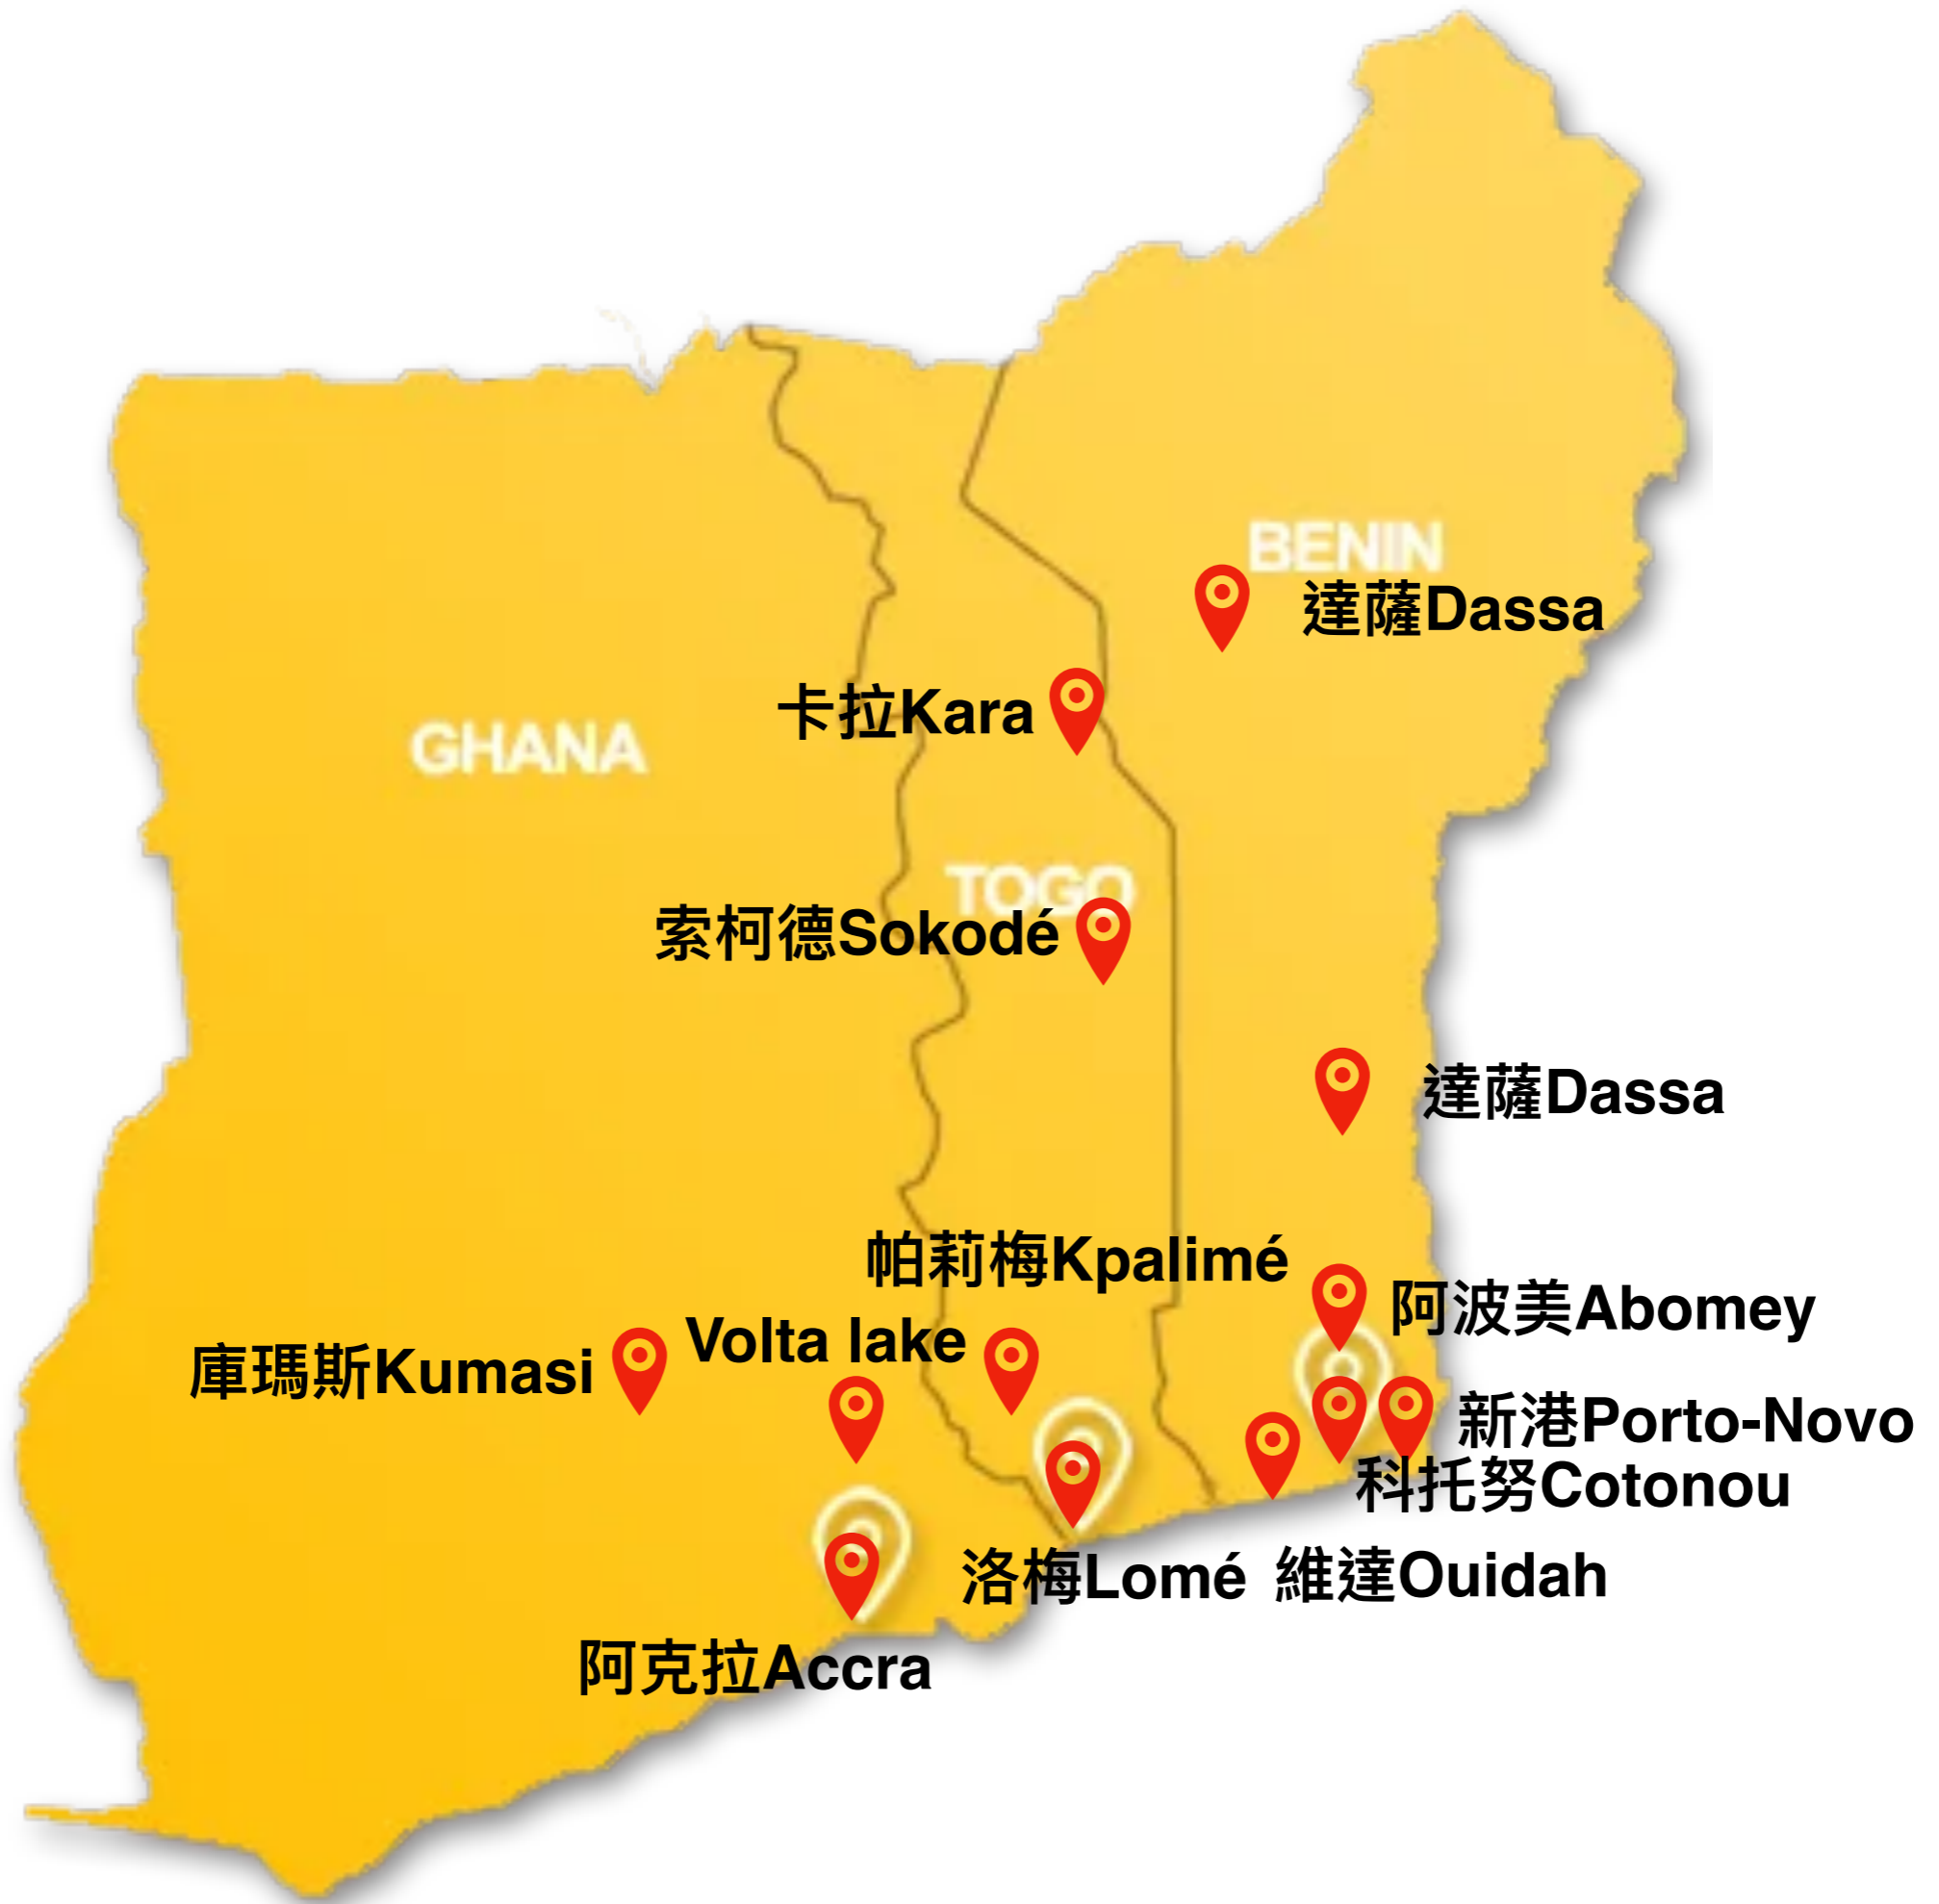 BENIN
達薩Dassa
卡拉Kara
GHANA
TOGO
索柯德Sokodé
達薩Dassa
帕莉梅Kpalimé
阿波美Abomey
Volta lake
庫瑪斯Kumasi
新港Porto-Novo
科托努Cotonou
洛梅Lomé
維達Ouidah
阿克拉Accra